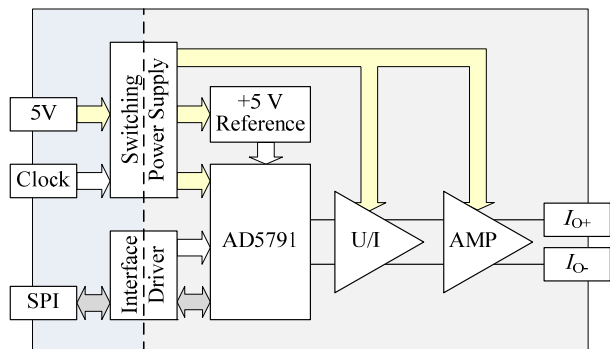 5V
Clock
SPI
Switching
Power Supply
Interface
Driver
+5 V
Reference
AD5791
U/I
AMP
IO+
IO-